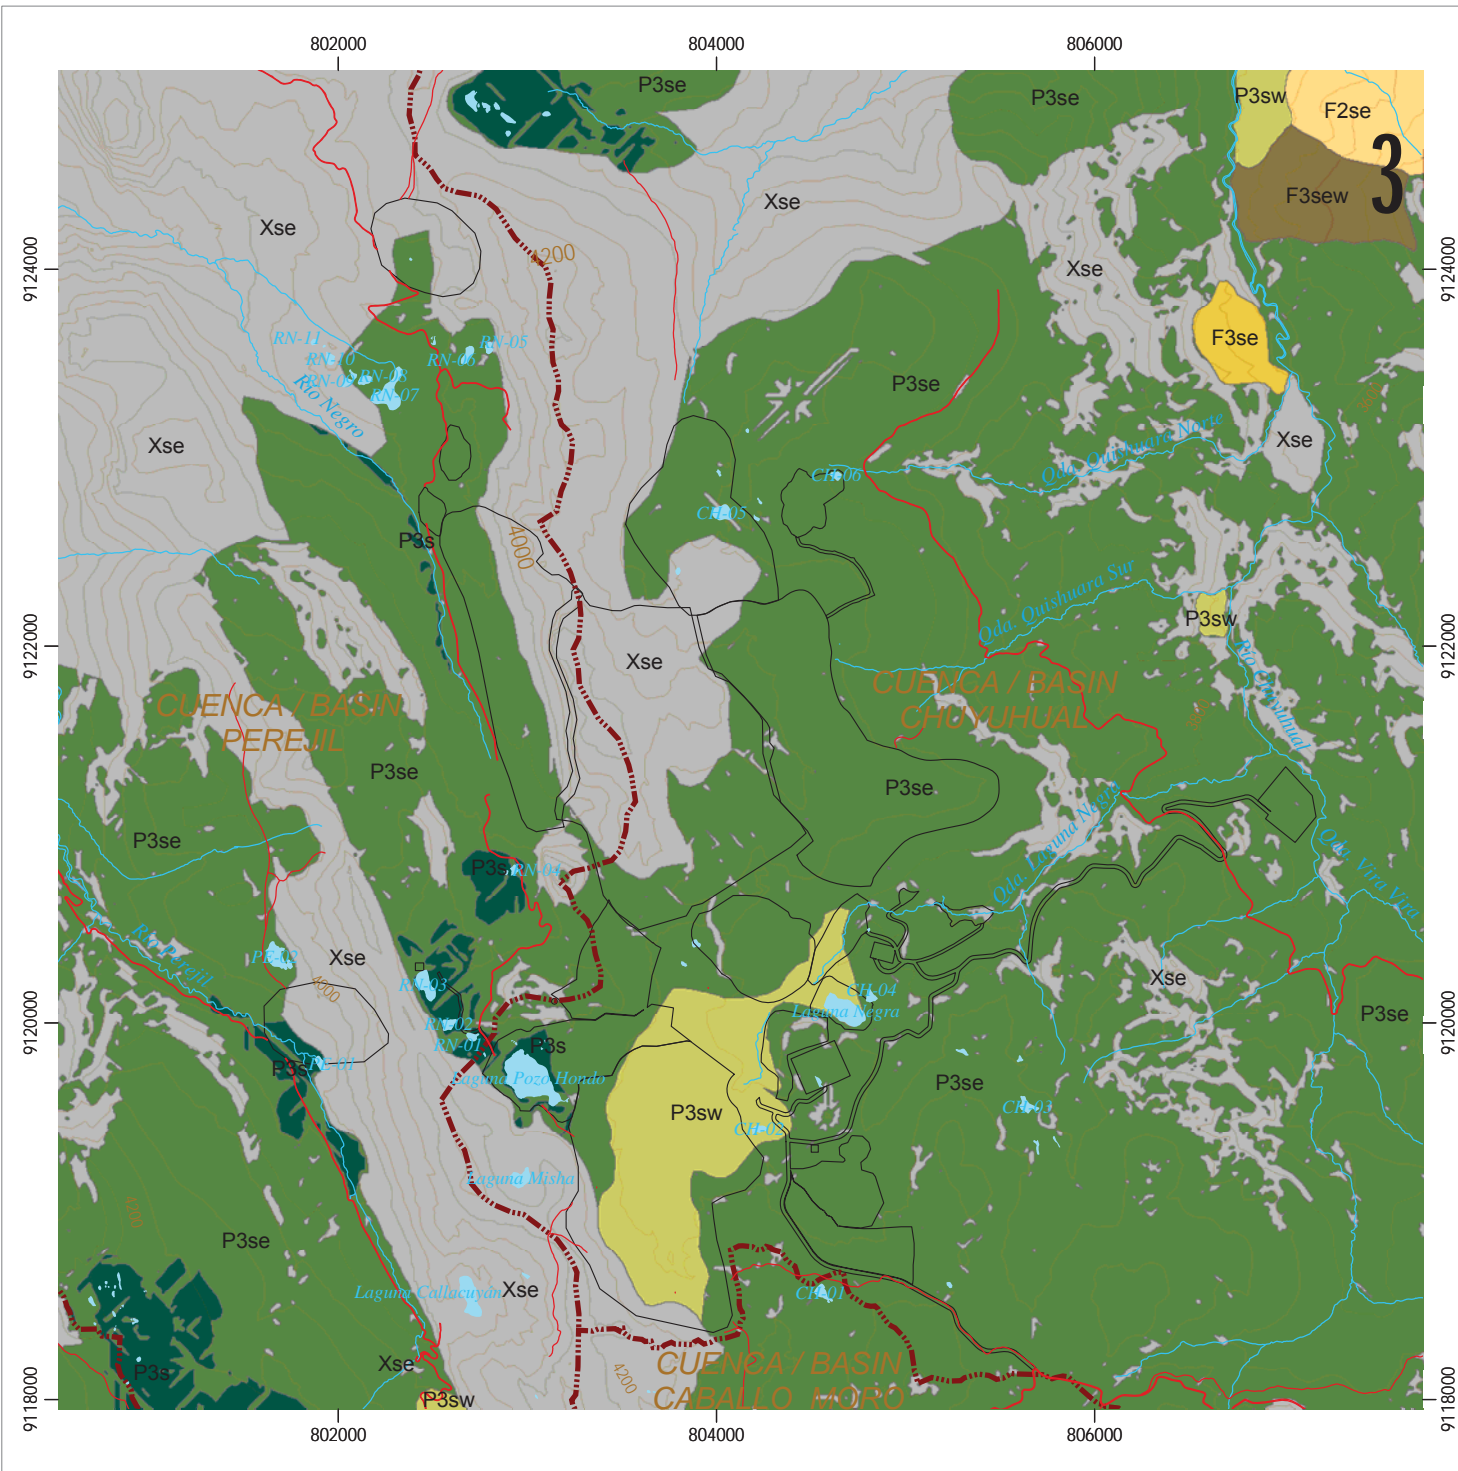 802000 804000 806000
P3se
P3se
P3sw
F2se
3
F3sew
Xse
Xse
Xse
9124000
9124000
4200
F3se
RN-11
RN-05
RN-10
RN-06
RN-09
RN-08
RN-07
P3se
Río Negro
Xse
Xse
Qda. Quishuara Norte
CH-06
CH-05
P3s
4000
Qda. Quishuara Sur
P3sw
9122000
9122000
Xse
Río Chuyuhual
CUENCA / BASIN
PEREJIL
CUENCA / BASIN
CHUYUHUAL
P3se
P3se
Qda. Laguna Negra
P3se
P3s
RN-04
Qda. Vira Vira
Río Perejil
PE-02
Xse
4000
RN-03
Xse
CH-04
Laguna Negra
P3se
9120000
9120000
RN-02
RN-01
P3s
P3s
PE-01
Laguna Pozo Hondo
P3se
CH-03
P3sw
CH-02
Laguna Misha
4200
P3se
Laguna Callacuyán
Xse
CH-01
Xse
P3s
CUENCA / BASIN
CABALLO MORO
4200
P3sw
9118000
9118000
802000 804000 806000